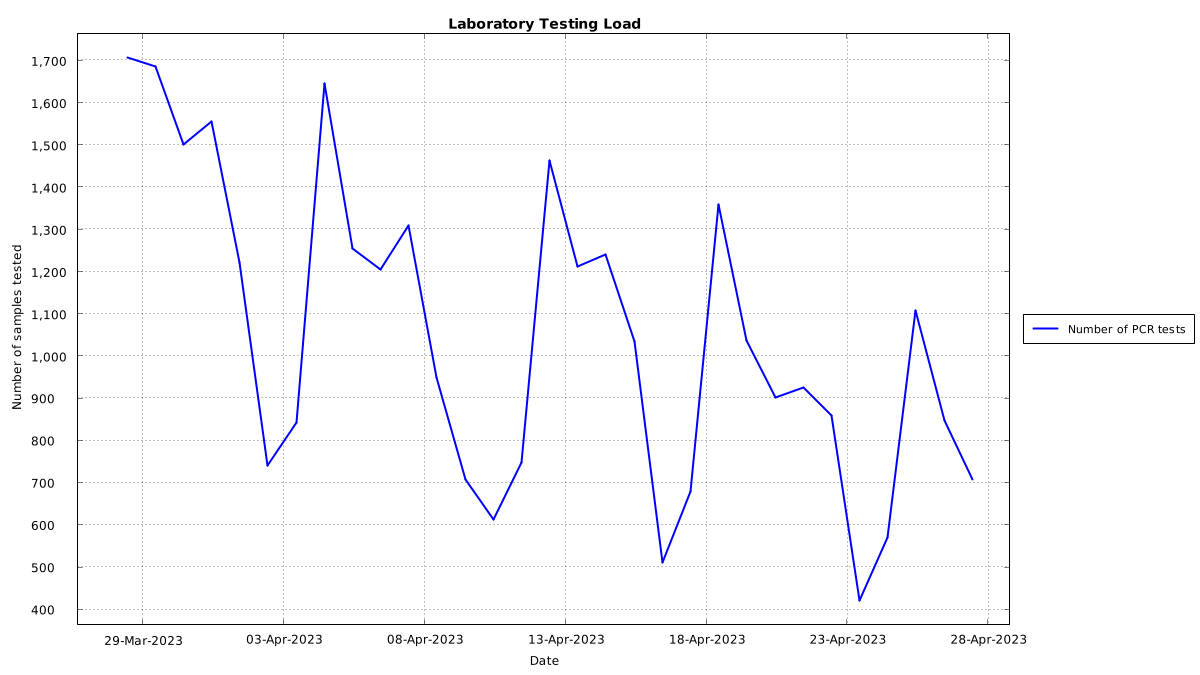 Laboratory Testing Load
1,700
1,600
1,500
1,400
1,300
1,200
1,100
1,000
900
800
700
600
500
400
Number of samples tested
29-Mar-2023 03-Apr-2023 08-Apr-2023 13-Apr-2023 18-Apr-2023 23-Apr-2023 28-Apr-2023
Date
Number of PCR tests